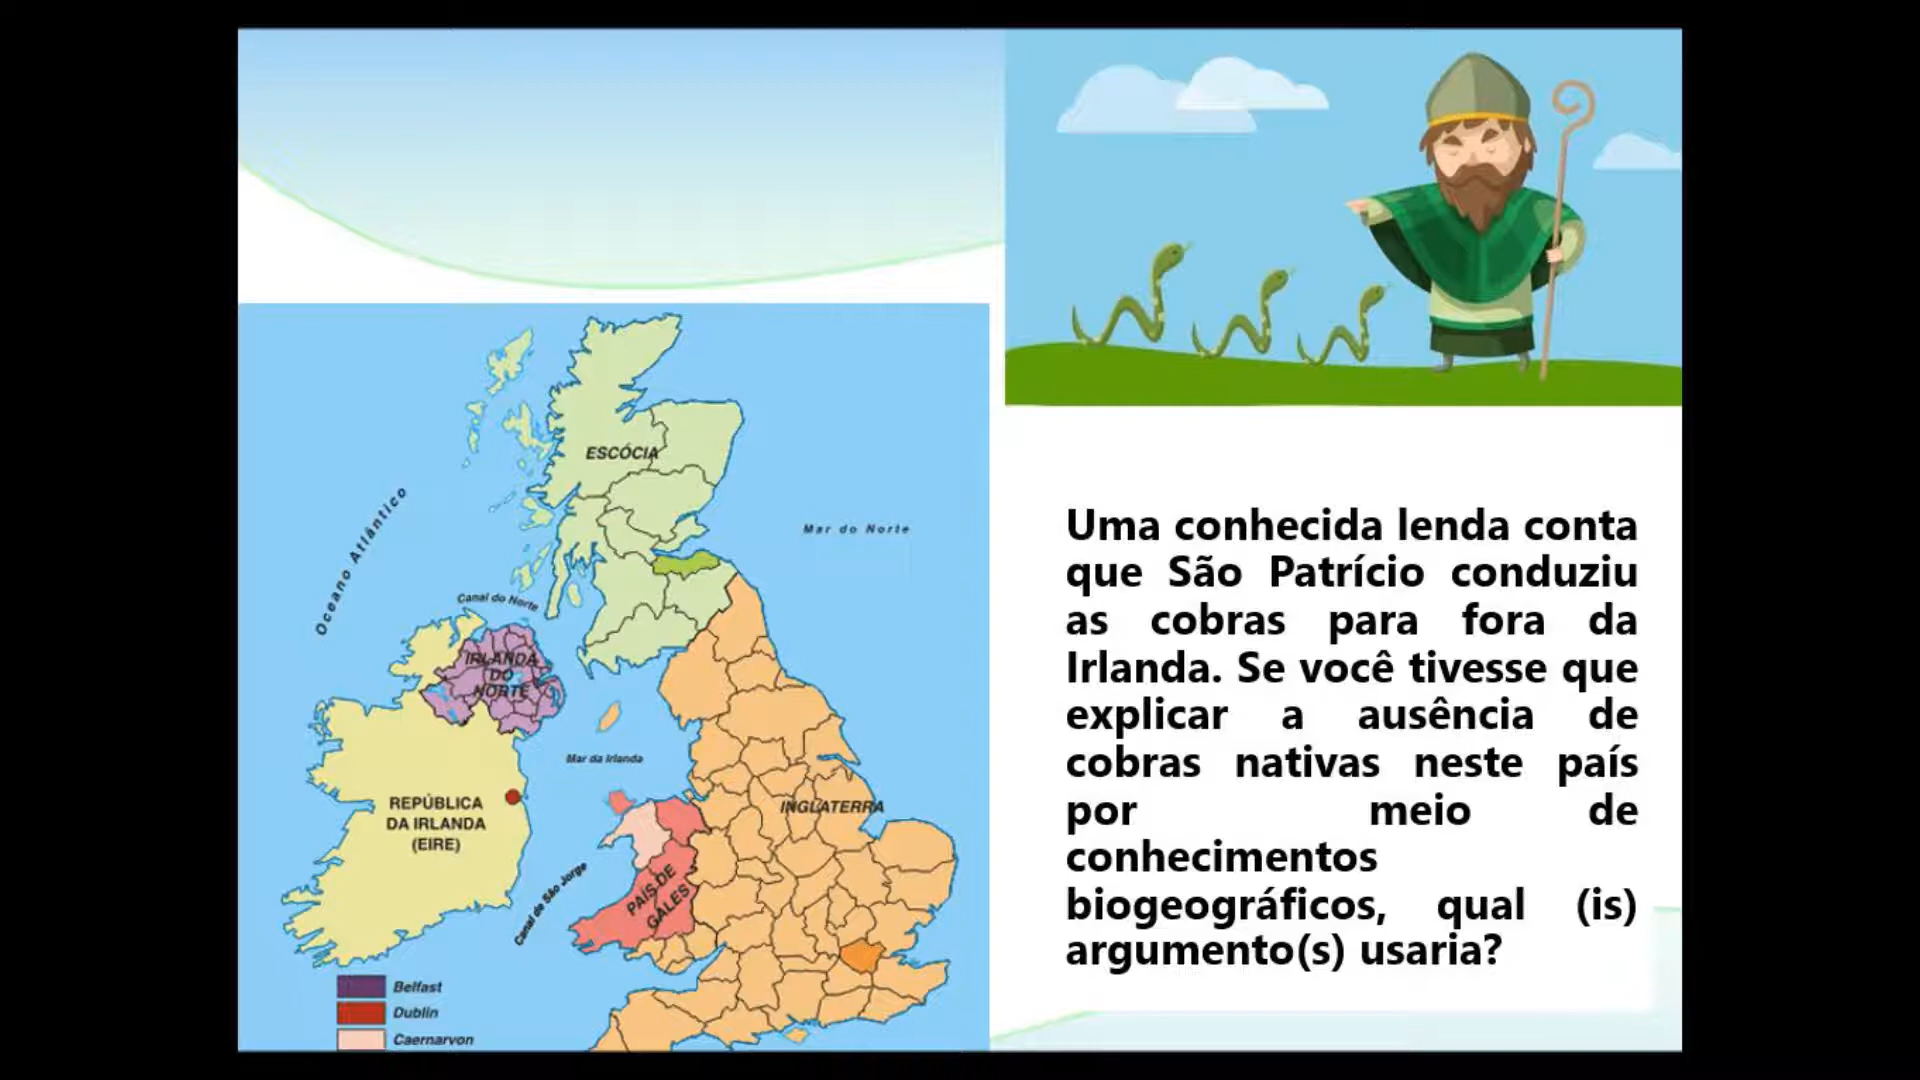 ESCÓCIA
Mar do Norte
Oceano Atlântico
Canal do Norte
IRLANDA
DO
NORTE
Mar da Irlanda
REPÚBLICA
DA IRLANDA
(EIRE)
INGLATERRA
PAÍS DE
GALES
Canal de São Jorge
Belfast
Dublin
Caernarvon
Uma conhecida lenda conta
que São Patrício conduziu
as cobras para fora da
Irlanda. Se você tivesse que
explicar a ausência de
cobras nativas neste país
por meio de
conhecimentos
biogeográficos, qual (is)
argumento(s) usaria?